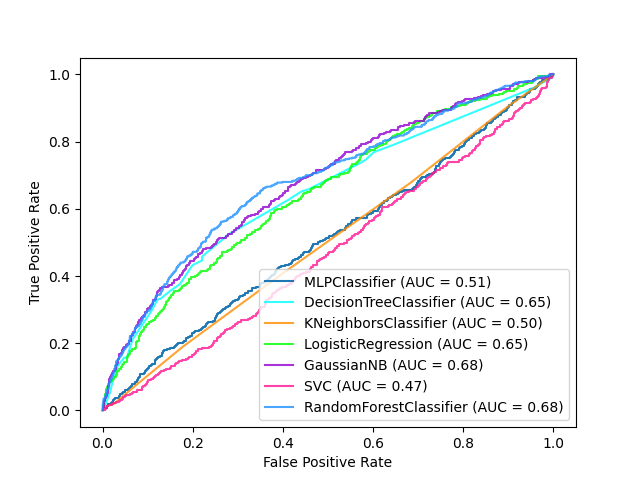 1.0
0.8
0.6
0.4
0.2
0.0
True Positive Rate
MLPClassifier (AUC = 0.51)
DecisionTreeClassifier (AUC = 0.65)
KNeighborsClassifier (AUC = 0.50)
LogisticRegression (AUC = 0.65)
GaussianNB (AUC = 0.68)
SVC (AUC = 0.47)
RandomForestClassifier (AUC = 0.68)
0.0 0.2 0.4 0.6 0.8 1.0
False Positive Rate